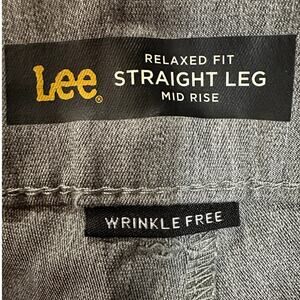 RELAXED FIT
Lee® STRAIGHT LEG
MID RISE
WRINKLE FREE